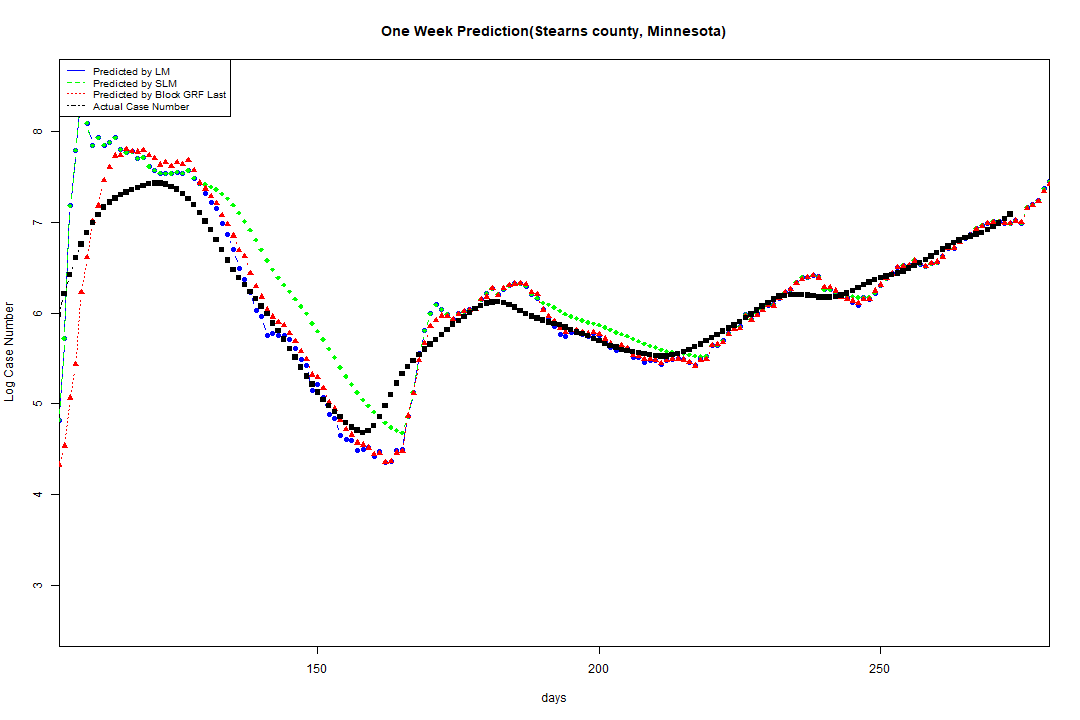 One Week Prediction(Stearns county, Minnesota)
Predicted by LM
Predicted by SLM
Predicted by Block GRF Last
Actual Case Number
8
7
6
5
4
3
Log Case Number
150 200 250
days